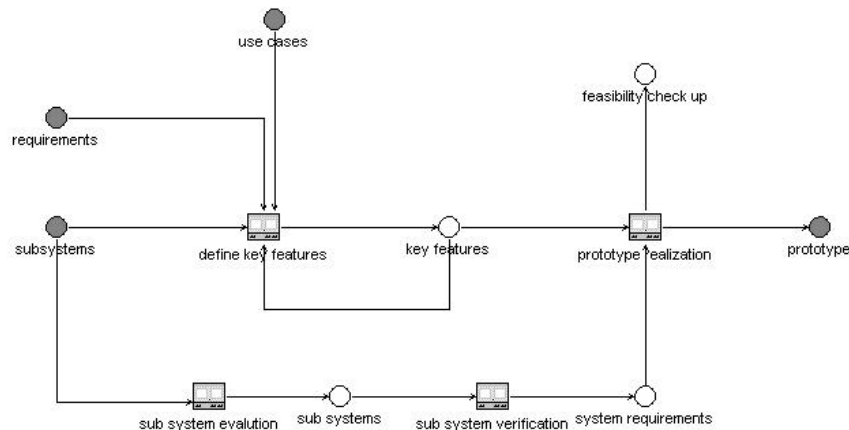 use cases
feasibility check up
requirements
subsystems
define key features
key features
prototype realization
prototype
sub system evalution
sub systems
sub system verification
system requirements